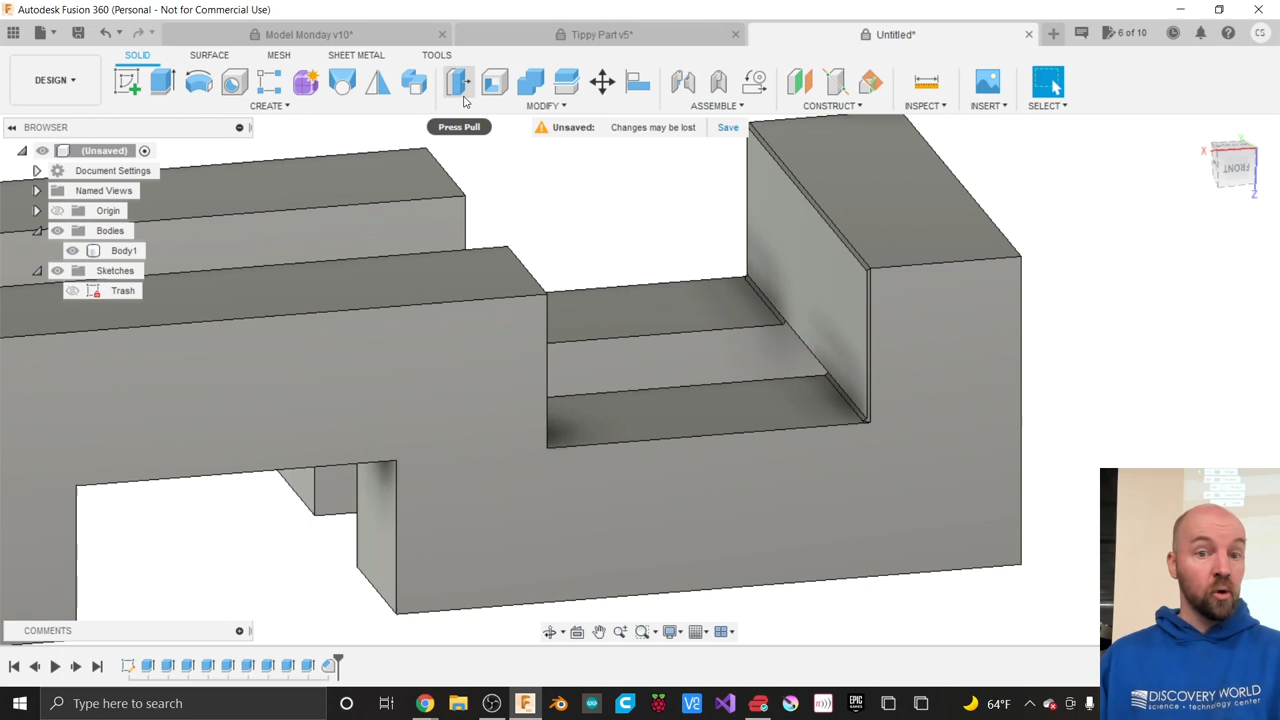 Autodesk Fusion 360 (Personal - Not for Commercial Use)
Model Monday v10*
Tippy Part v5*
Untitled*
6 of 10
CS
SOLID
SURFACE
MESH
SHEET METAL
TOOLS
DESIGN
CREATE
MODIFY
ASSEMBLE
CONSTRUCT
INSPECT
INSERT
SELECT
BROWSER
Press Pull
Unsaved: Changes may be lost
Save
(Unsaved)
Document Settings
Named Views
Origin
Bodies
Body1
Sketches
Trash
X
Y
Z
FRONT
COMMENTS
DISCOVERY WORLD
science + technology center
Type here to search
64°F